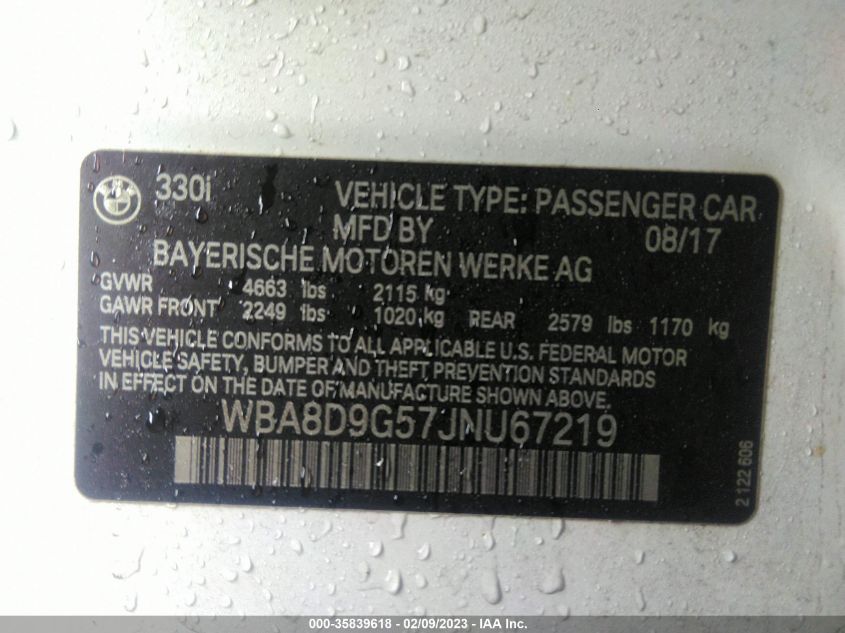 330i VEHICLE TYPE: PASSENGER CAR
MFD BY 08/17
BAYERISCHE MOTOREN WERKE AG
GVWR 4663 lbs 2115 kg
GAWR FRONT 2249 lbs 1020 kg REAR 2579 lbs 1170 kg
THIS VEHICLE CONFORMS TO ALL APPLICABLE U.S. FEDERAL MOTOR
VEHICLE SAFETY, BUMPER AND THEFT PREVENTION STANDARDS
IN EFFECT ON THE DATE OF MANUFACTURE SHOWN ABOVE.
WBA8D9G57JNU67219
2 122 606
000-35839618 - 02/09/2023 - IAA Inc.